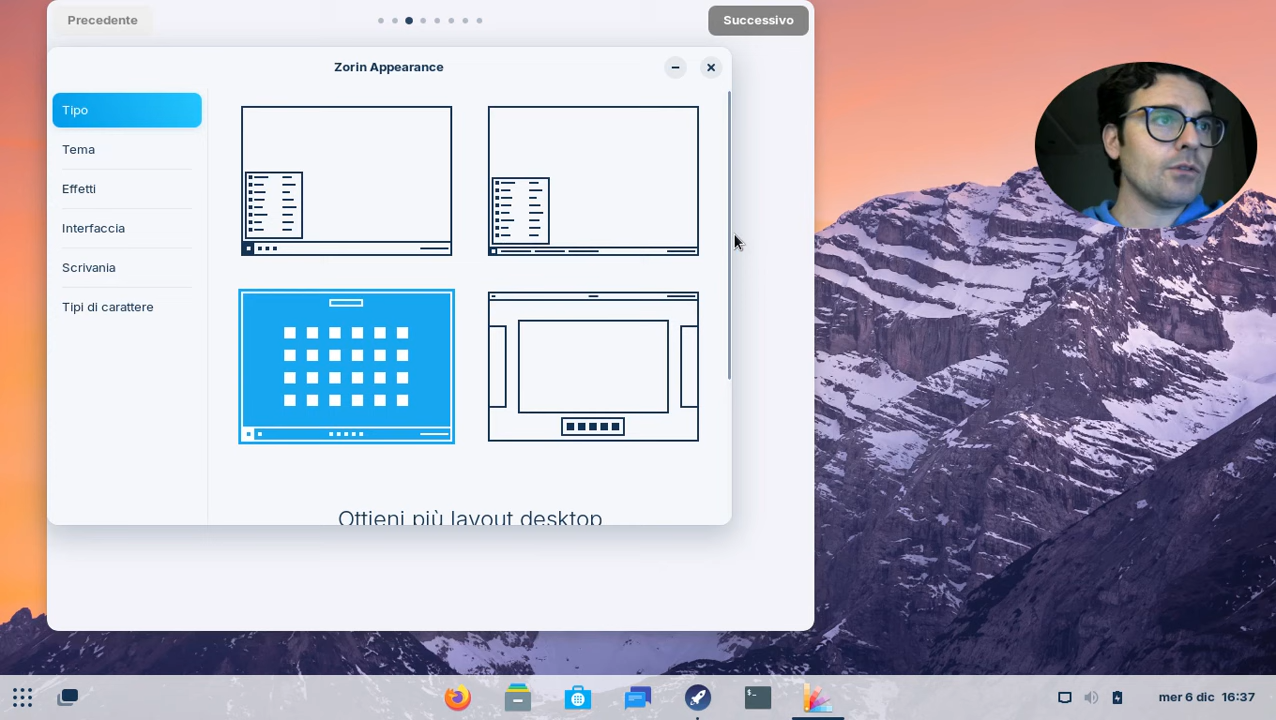 Precedente
Successivo
Zorin Appearance
Tipo
Tema
Effetti
Interfaccia
Scrivania
Tipi di carattere
Ottieni più layout desktop
mer 6 dic 16:37